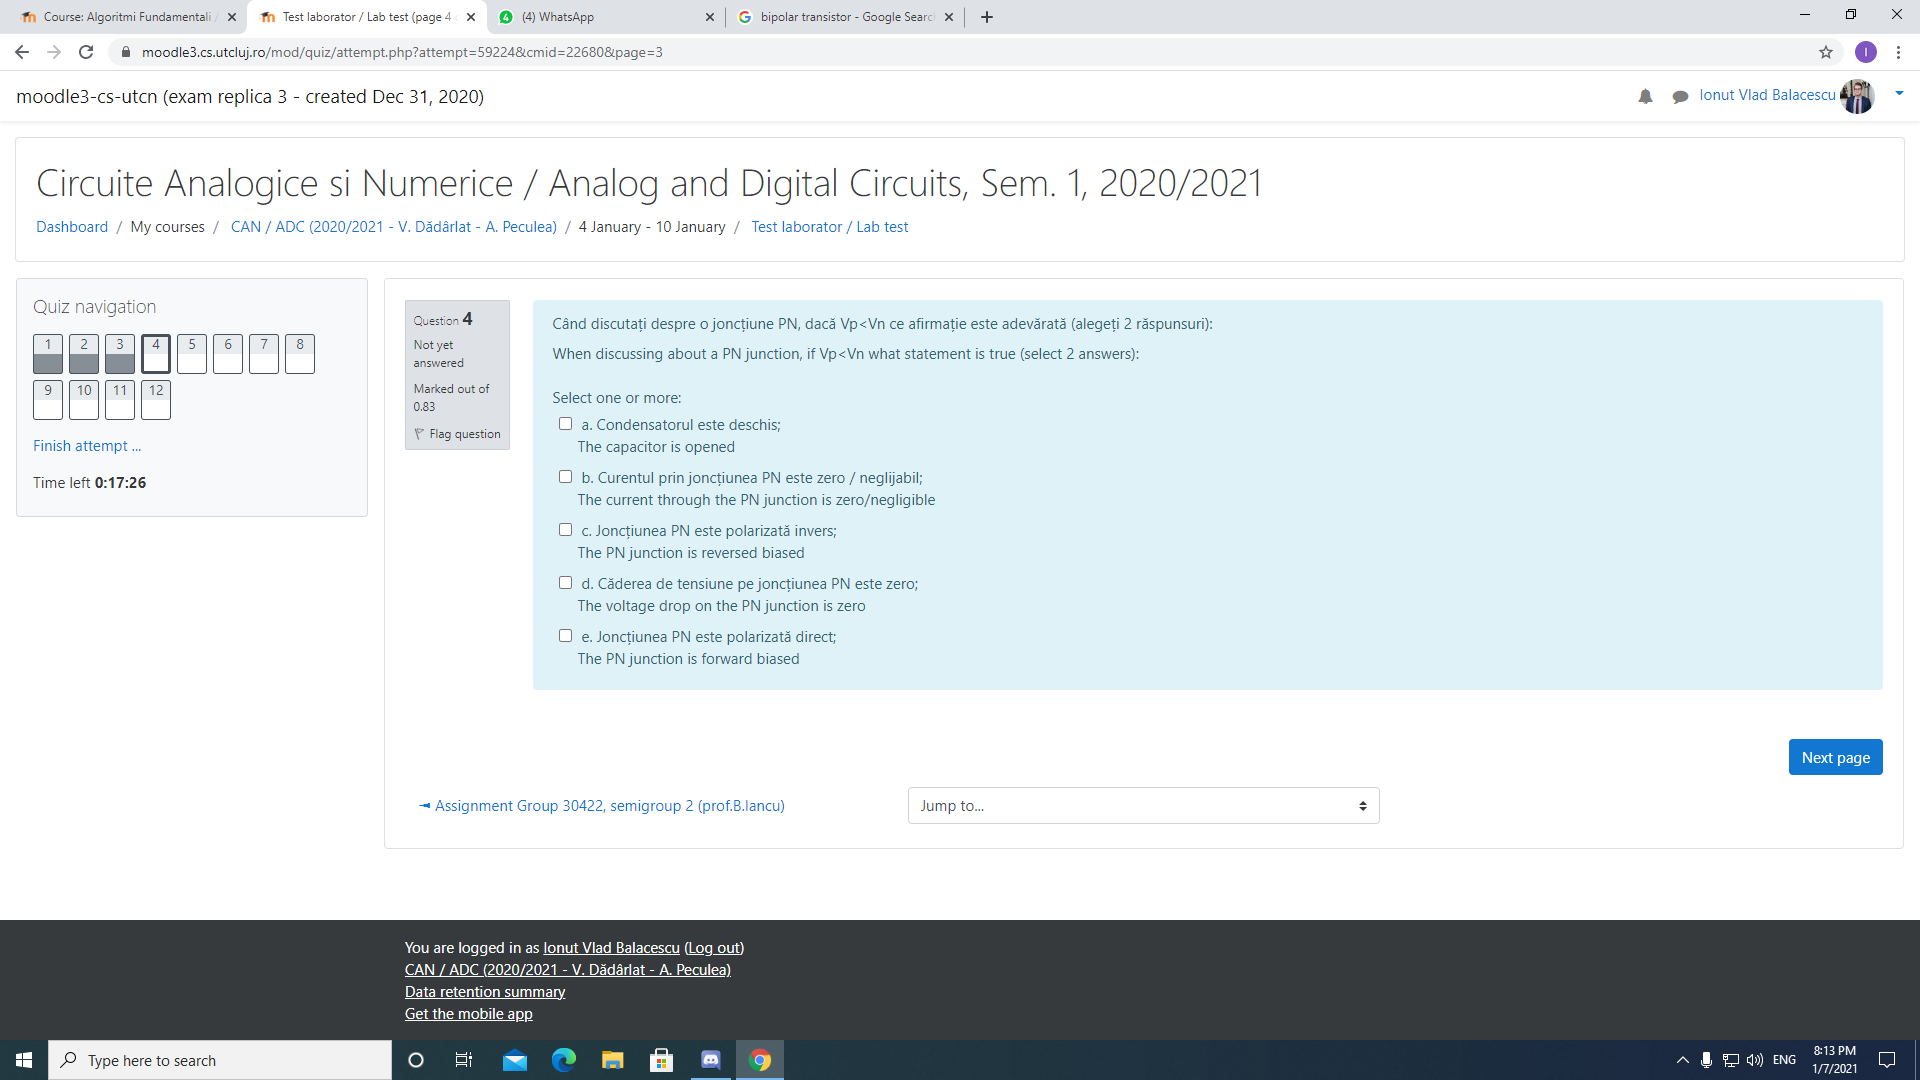 Course: Algoritmi Fundamentali /
Test laborator / Lab test (page 4
(4) WhatsApp
bipolar transistor - Google Searc
moodle3.cs.utcluj.ro/mod/quiz/attempt.php?attempt=59224&cmid=22680&page=3
I
moodle3-cs-utcn (exam replica 3 - created Dec 31, 2020)
Ionut Vlad Balacescu
Circuite Analogice si Numerice / Analog and Digital Circuits, Sem. 1, 2020/2021
Dashboard / My courses / CAN / ADC (2020/2021 - V. Dădârlat - A. Peculea) / 4 January - 10 January / Test laborator / Lab test
Quiz navigation
1 2 3 4 5 6 7 8
9 10 11 12
Finish attempt ...
Time left 0:17:26
Question 4
Not yet
answered
Marked out of
0.83
Flag question
Când discutați despre o joncțiune PN, dacă Vp<Vn ce afirmație este adevărată (alegeți 2 răspunsuri):
When discussing about a PN junction, if Vp<Vn what statement is true (select 2 answers):
Select one or more:
a. Condensatorul este deschis;
The capacitor is opened
b. Curentul prin joncțiunea PN este zero / neglijabil;
The current through the PN junction is zero/negligible
c. Joncțiunea PN este polarizată invers;
The PN junction is reversed biased
d. Căderea de tensiune pe joncțiunea PN este zero;
The voltage drop on the PN junction is zero
e. Joncțiunea PN este polarizată direct;
The PN junction is forward biased
Next page
◄ Assignment Group 30422, semigroup 2 (prof.B.Iancu)
Jump to...
You are logged in as Ionut Vlad Balacescu (Log out)
CAN / ADC (2020/2021 - V. Dădârlat - A. Peculea)
Data retention summary
Get the mobile app
Type here to search
ENG
8:13 PM
1/7/2021